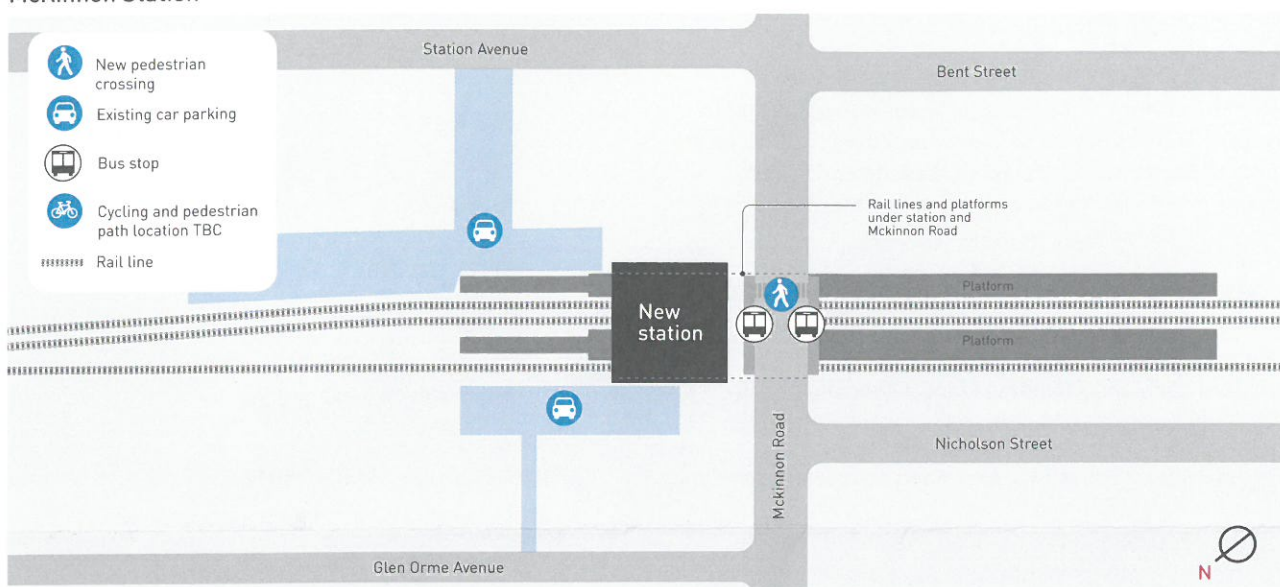 McKinnon Station
Station Avenue
Bent Street
New pedestrian
crossing
Existing car parking
Bus stop
Cycling and pedestrian
path location TBC
Rail line
Rail lines and platforms
under station and
Mckinnon Road
Platform
New
station
Platform
Mckinnon Road
Nicholson Street
Glen Orme Avenue
N